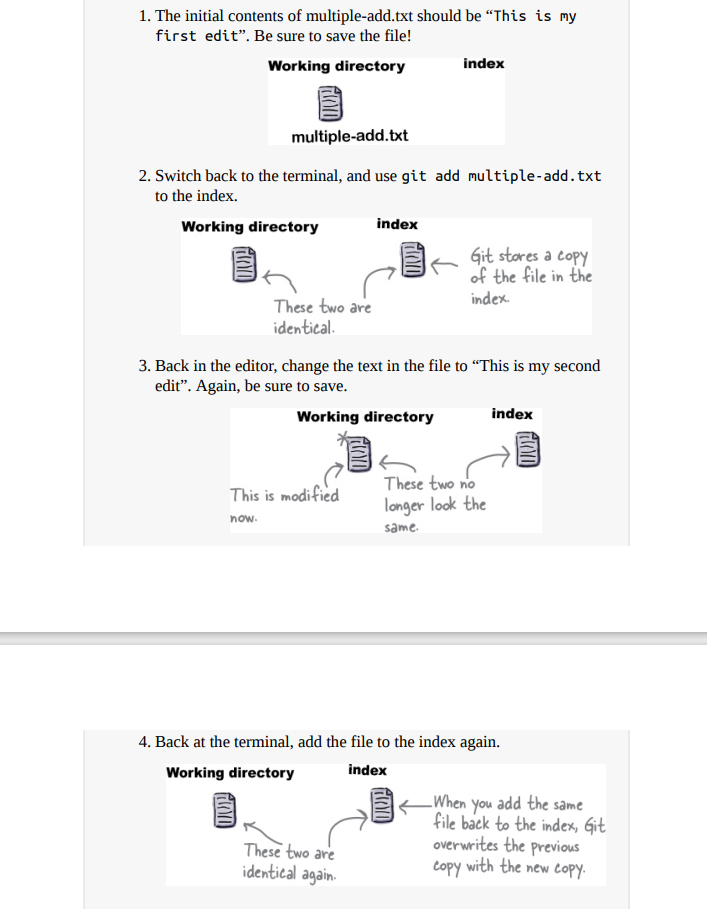 1. The initial contents of multiple-add.txt should be “This is my
first edit”. Be sure to save the file!
Working directory
index
multiple-add.txt
2. Switch back to the terminal, and use git add multiple-add.txt
to the index.
Working directory
index
Git stores a copy
of the file in the
index.
These two are
identical.
3. Back in the editor, change the text in the file to “This is my second
edit”. Again, be sure to save.
Working directory
index
This is modified
now.
These two no
longer look the
same.
4. Back at the terminal, add the file to the index again.
Working directory
index
When you add the same
file back to the index, Git
overwrites the previous
copy with the new copy.
These two are
identical again.